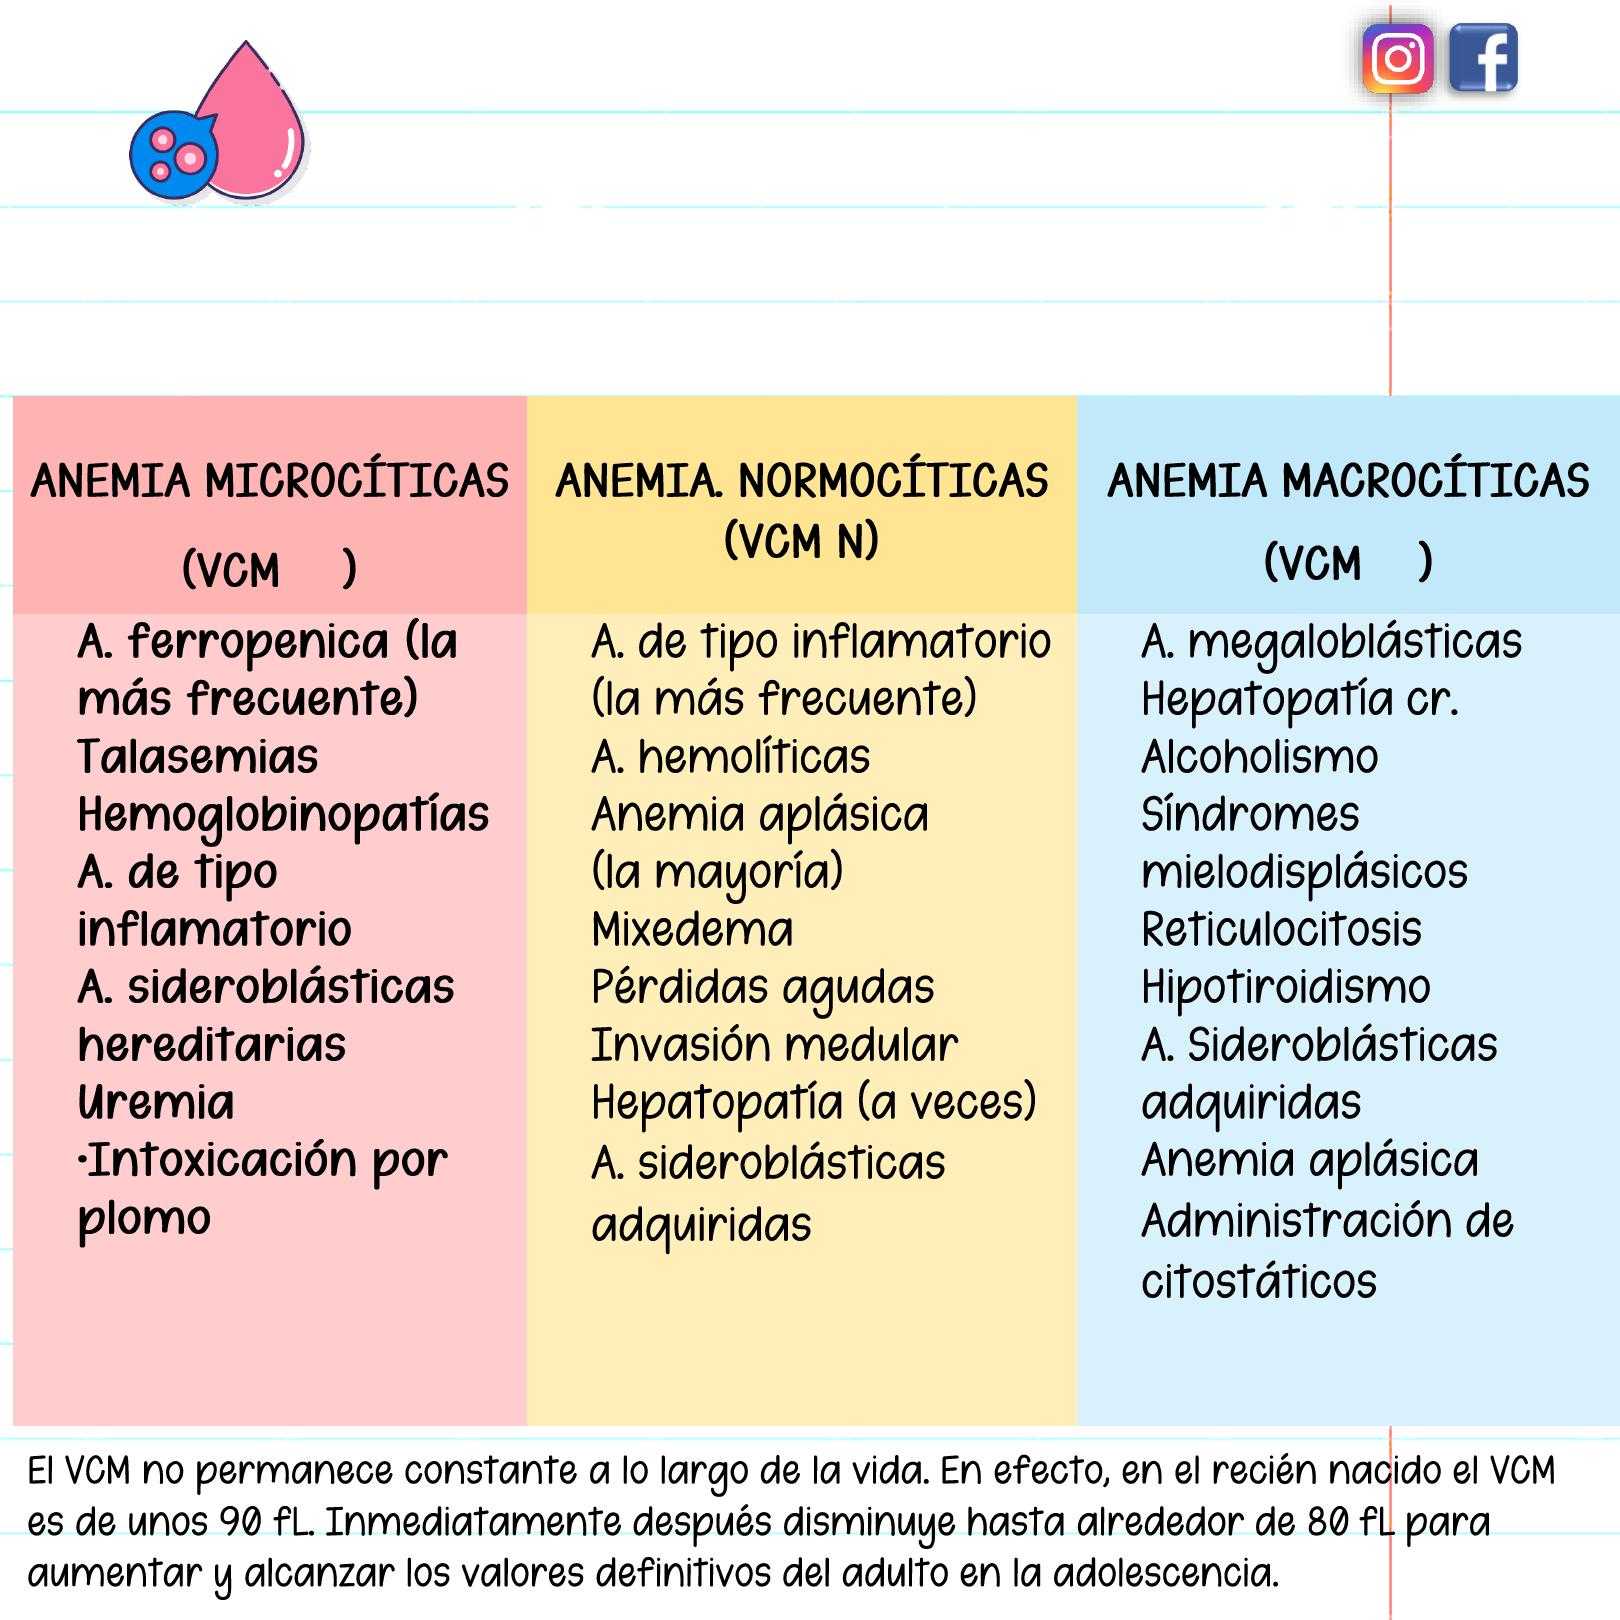 ANEMIA MICROCÍTICAS
(VCM )
A. ferropenica (la
más frecuente)
Talasemias
Hemoglobinopatías
A. de tipo
inflamatorio
A. sideroblásticas
hereditarias
Uremia
·Intoxicación por
plomo
ANEMIA. NORMOCÍTICAS
(VCM N)
A. de tipo inflamatorio
(la más frecuente)
A. hemolíticas
Anemia aplásica
(la mayoría)
Mixedema
Pérdidas agudas
Invasión medular
Hepatopatía (a veces)
A. sideroblásticas
adquiridas
ANEMIA MACROCÍTICAS
(VCM )
A. megaloblásticas
Hepatopatía cr.
Alcoholismo
Síndromes
mielodisplásicos
Reticulocitosis
Hipotiroidismo
A. Sideroblásticas
adquiridas
Anemia aplásica
Administración de
citostáticos
El VCM no permanece constante a lo largo de la vida. En efecto, en el recién nacido el VCM
es de unos 90 fL. Inmediatamente después disminuye hasta alrededor de 80 fL para
aumentar y alcanzar los valores definitivos del adulto en la adolescencia.